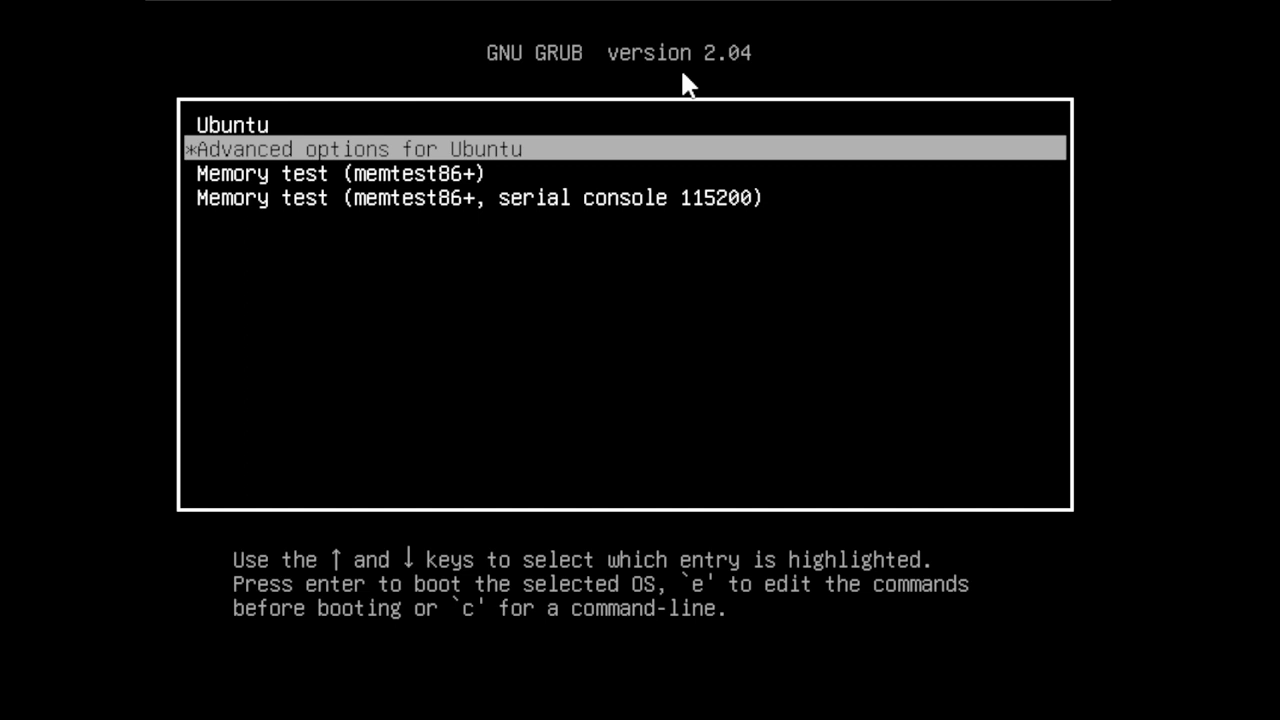 GNU GRUB  version 2.04
Ubuntu
*Advanced options for Ubuntu
Memory test (memtest86+)
Memory test (memtest86+, serial console 115200)
Use the ↑ and ↓ keys to select which entry is highlighted.
Press enter to boot the selected OS, `e' to edit the commands
before booting or `c' for a command-line.